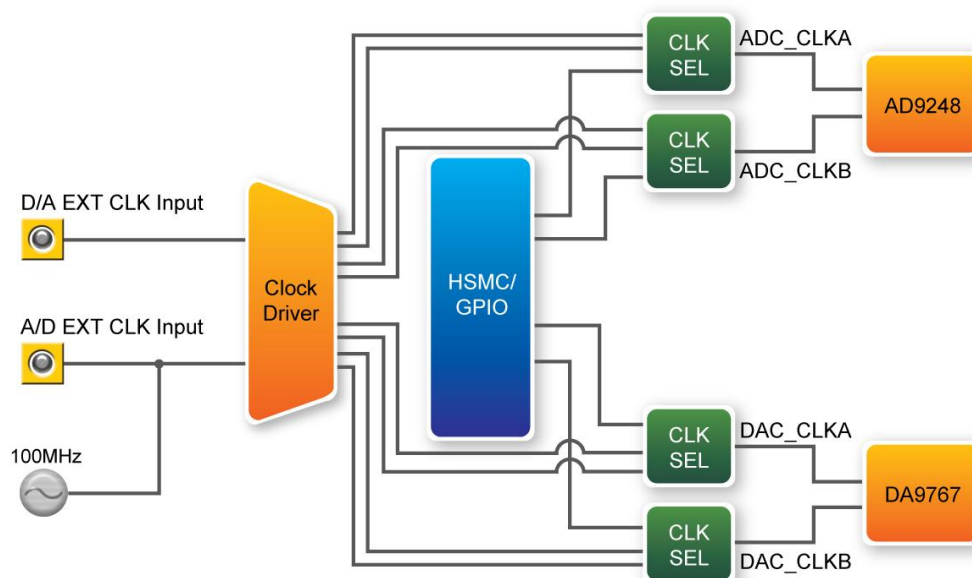 CLK
SEL
ADC_CLKA
AD9248
CLK
SEL
ADC_CLKB
D/A EXT CLK Input
Clock
Driver
HSMC/
GPIO
A/D EXT CLK Input
100MHz
CLK
SEL
DAC_CLKA
DA9767
CLK
SEL
DAC_CLKB